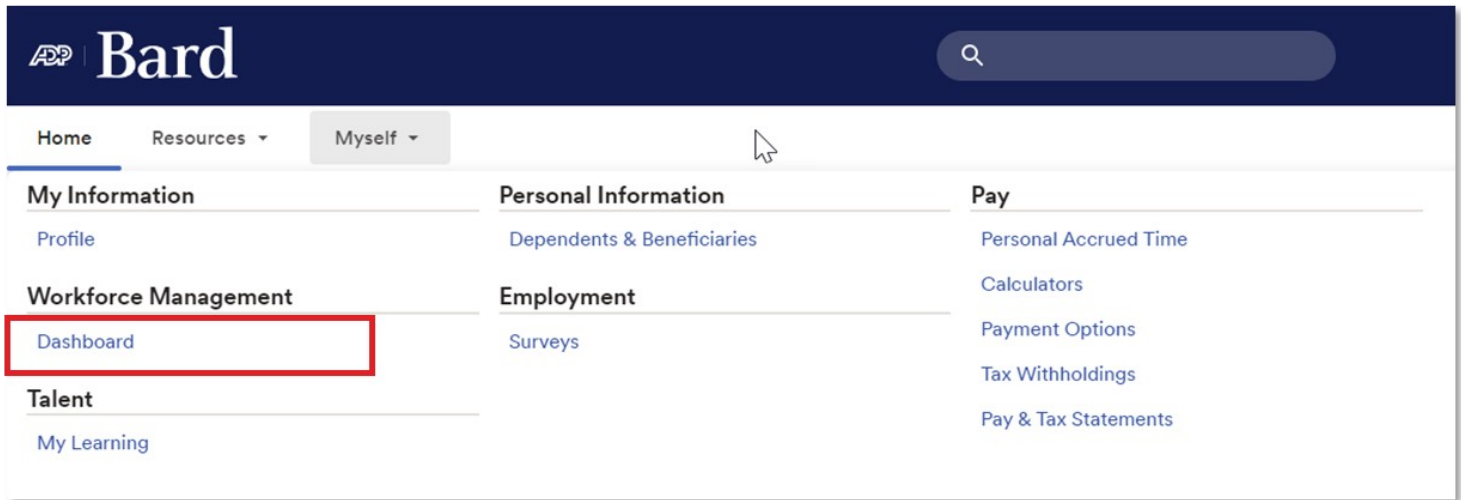 ADP Bard
Home Resources Myself
My Information
Profile
Workforce Management
Dashboard
Talent
My Learning
Personal Information
Dependents & Beneficiaries
Employment
Surveys
Pay
Personal Accrued Time
Calculators
Payment Options
Tax Withholdings
Pay & Tax Statements